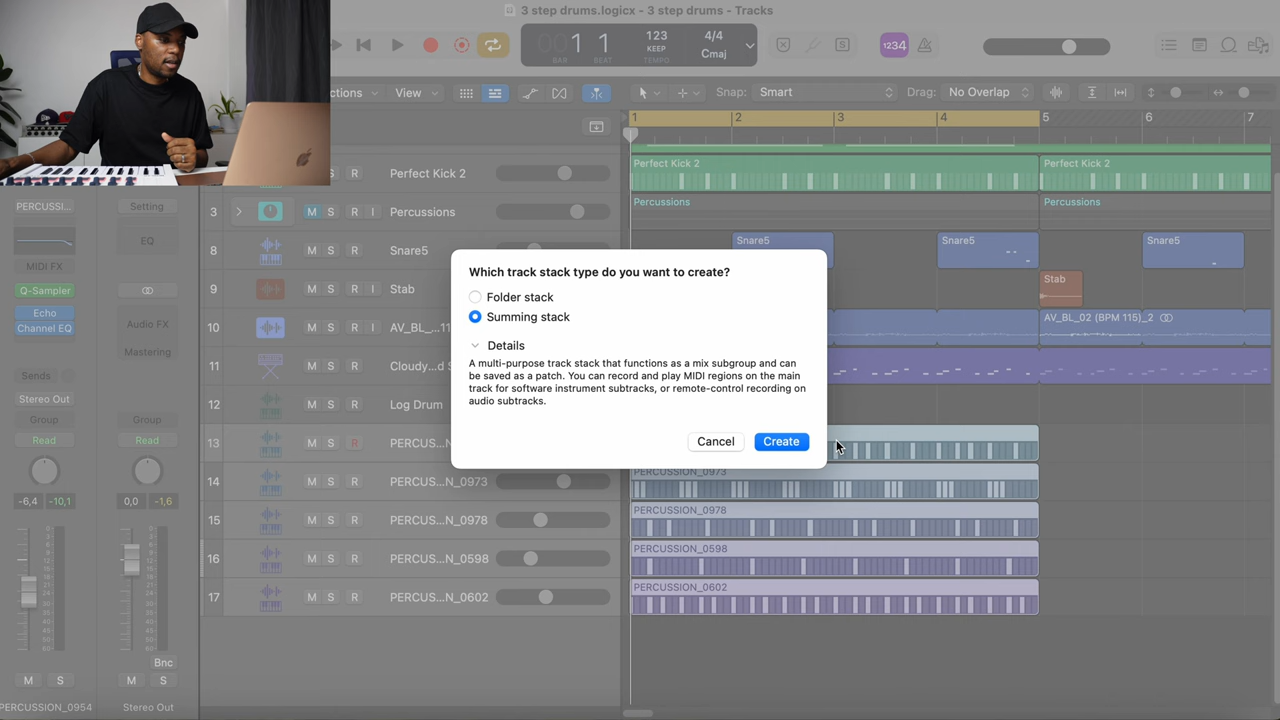 3 step drums.logicx - 3 step drums - Tracks
1 1
BAR
BEAT
123
KEEP
TEMPO
4/4
Cmaj
1234
View
Snap:
Smart
Drag:
No Overlap
1
2
3
4
5
6
7
Perfect Kick 2
Perfect Kick 2
Perfect Kick 2
R
3
M
S
R
I
Percussions
Percussions
Percussions
8
M
S
R
Snare5
Snare5
Snare5
Snare5
9
M
S
R
I
Stab
Stab
10
M
S
R
I
AV_BL_...11
AV_BL_02 (BPM 115)_2
11
M
S
R
Cloudy...d S
12
M
S
R
Log Drum
13
M
S
R
PERCUS...N
14
M
S
R
PERCUS...N_0973
PERCUSSION_0973
15
M
S
R
PERCUS...N_0978
PERCUSSION_0978
16
M
S
R
PERCUS...N_0598
PERCUSSION_0598
17
M
S
R
PERCUS...N_0602
PERCUSSION_0602
Which track stack type do you want to create?
Folder stack
Summing stack
Details
A multi-purpose track stack that functions as a mix subgroup and can
be saved as a patch. You can record and play MIDI regions on the main
track for software instrument subtracks, or remote-control recording on
audio subtracks.
Cancel
Create
PERCUSSI...
Setting
EQ
MIDI FX
Q-Sampler
Echo
Channel EQ
Audio FX
Mastering
Sends
Stereo Out
Group
Group
Read
Read
-6,4
-10,1
0,0
-1,6
Bnc
M
S
M
S
PERCUSSION_0954
Stereo Out